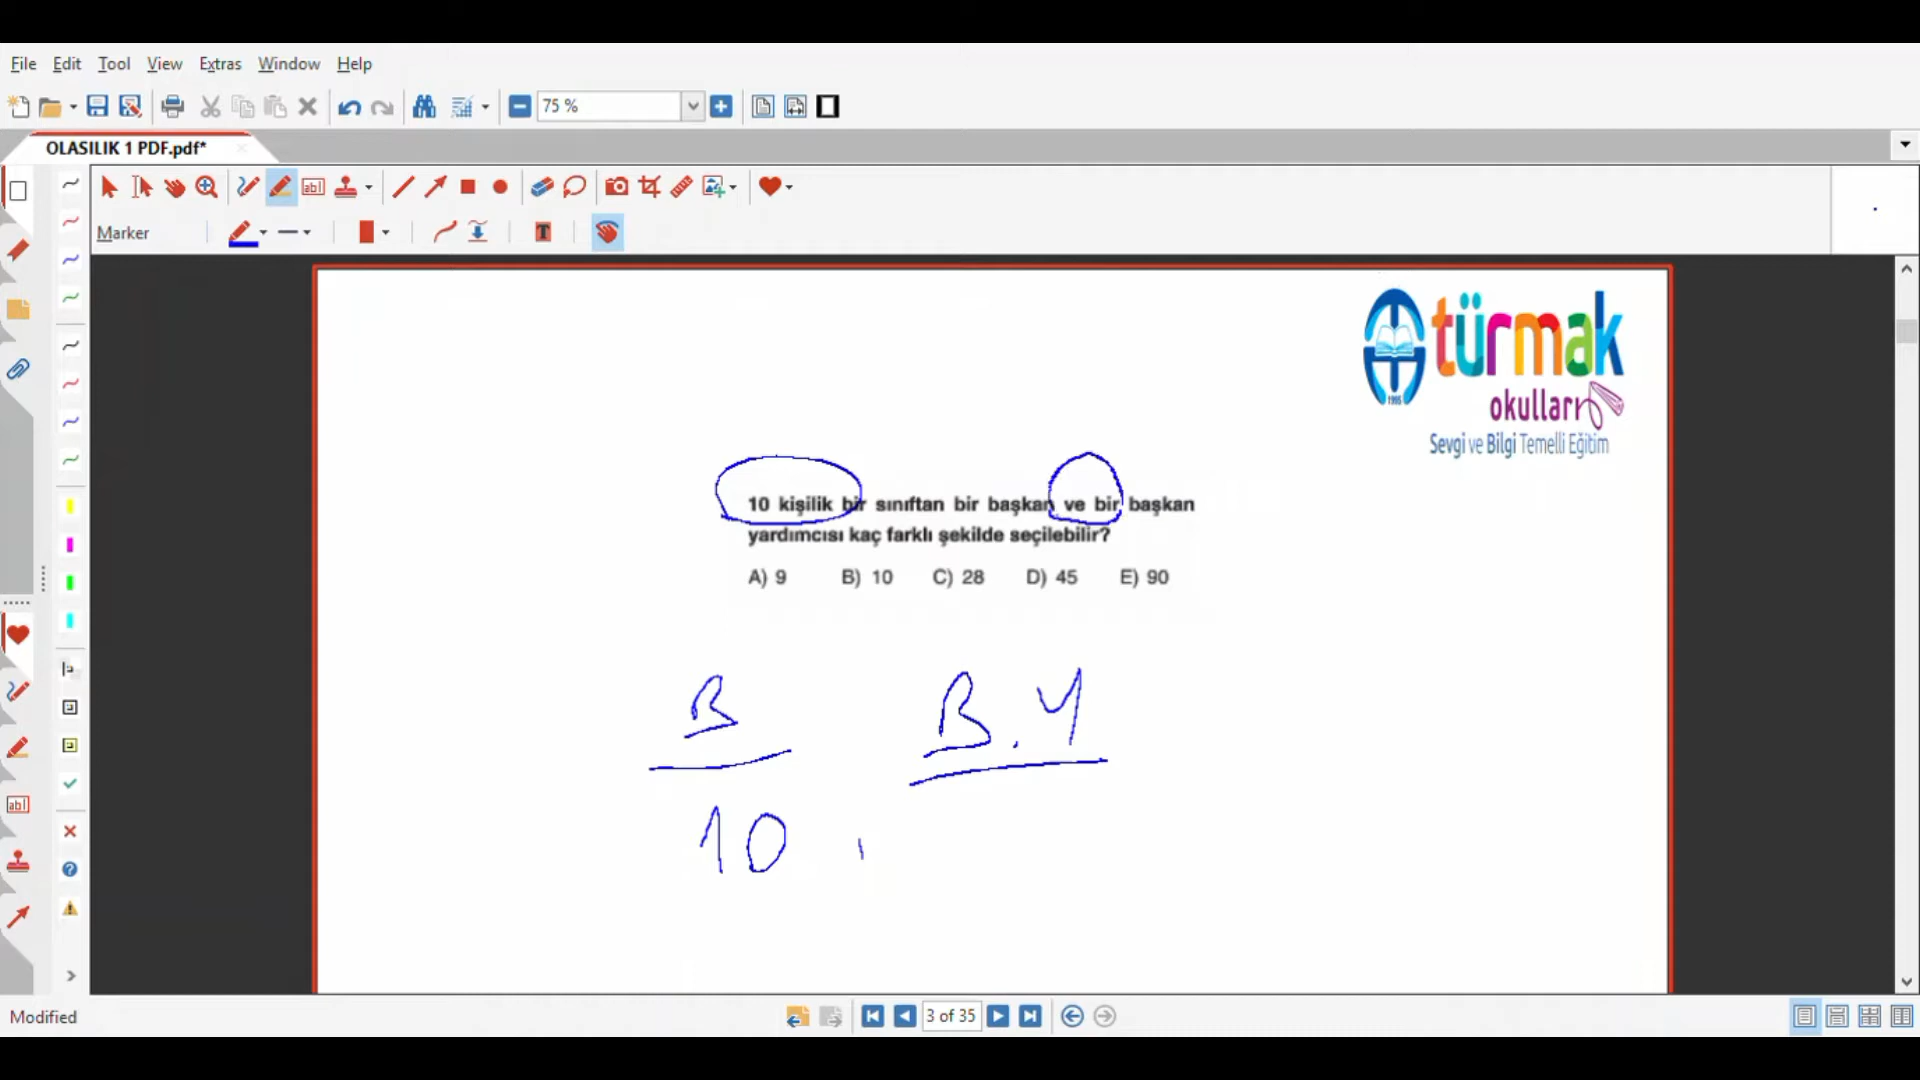 File Edit Tool View Extras Window Help
75 %
OLASILIK 1 PDF.pdf*
Marker
türmak
okulları
1995
Sevgi ve Bilgi Temelli Eğitim
10 kişilik bir sınıftan bir başkan ve bir başkan
yardımcısı kaç farklı şekilde seçilebilir?
A) 9 B) 10 C) 28 D) 45 E) 90
B B.Y
10
Modified
3 of 35